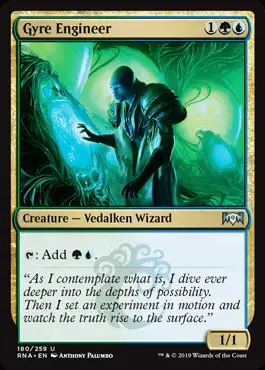 Gyre Engineer 1
Creature — Vedalken Wizard
: Add .
“As I contemplate what is, I dive ever
deeper into the depths of possibility.
Then I set an experiment in motion and
watch the truth rise to the surface.”
1/1
180/259 U
RNA • EN Anthony Palumbo
™ & © 2019 Wizards of the Coast